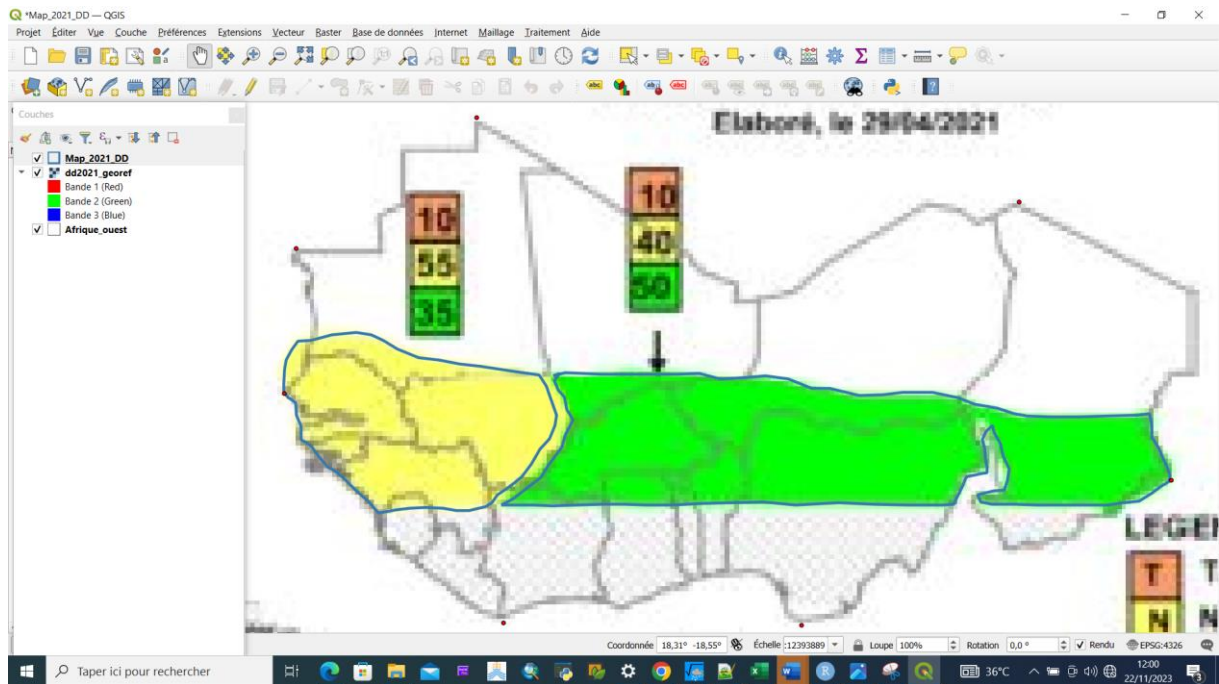 *Map_2021_DD — QGIS
Projet Éditer Vue Couche Préférences Extensions Vecteur Raster Base de données Internet Maillage Traitement Aide
Couches
Map_2021_DD
dd2021_georef
Bande 1 (Red)
Bande 2 (Green)
Bande 3 (Blue)
Afrique_ouest
Elaboré, le 29/04/2021
10
55
35
10
40
50
LEGEN
T T
N N
Coordonnée 18,31° -18,55° Échelle :12393889 Loupe 100% Rotation 0,0 ° Rendu EPSG:4326
Taper ici pour rechercher
36°C
12:00
22/11/2023